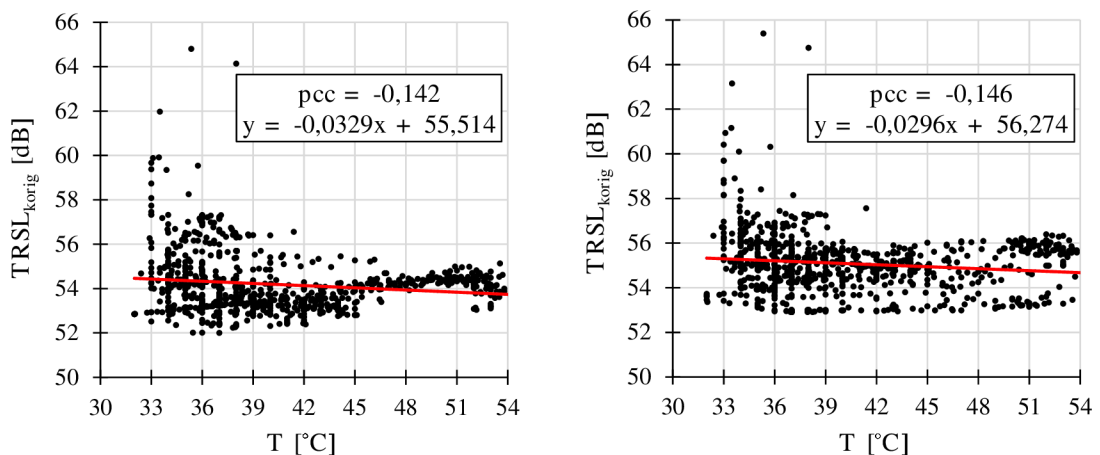 66
64
62
60
58
56
54
52
50
TRSLkorig [dB]
pcc = -0,142
y = -0,0329x + 55,514
30 33 36 39 42 45 48 51 54
T [°C]
66
64
62
60
58
56
54
52
50
TRSLkorig [dB]
pcc = -0,146
y = -0,0296x + 56,274
30 33 36 39 42 45 48 51 54
T [°C]